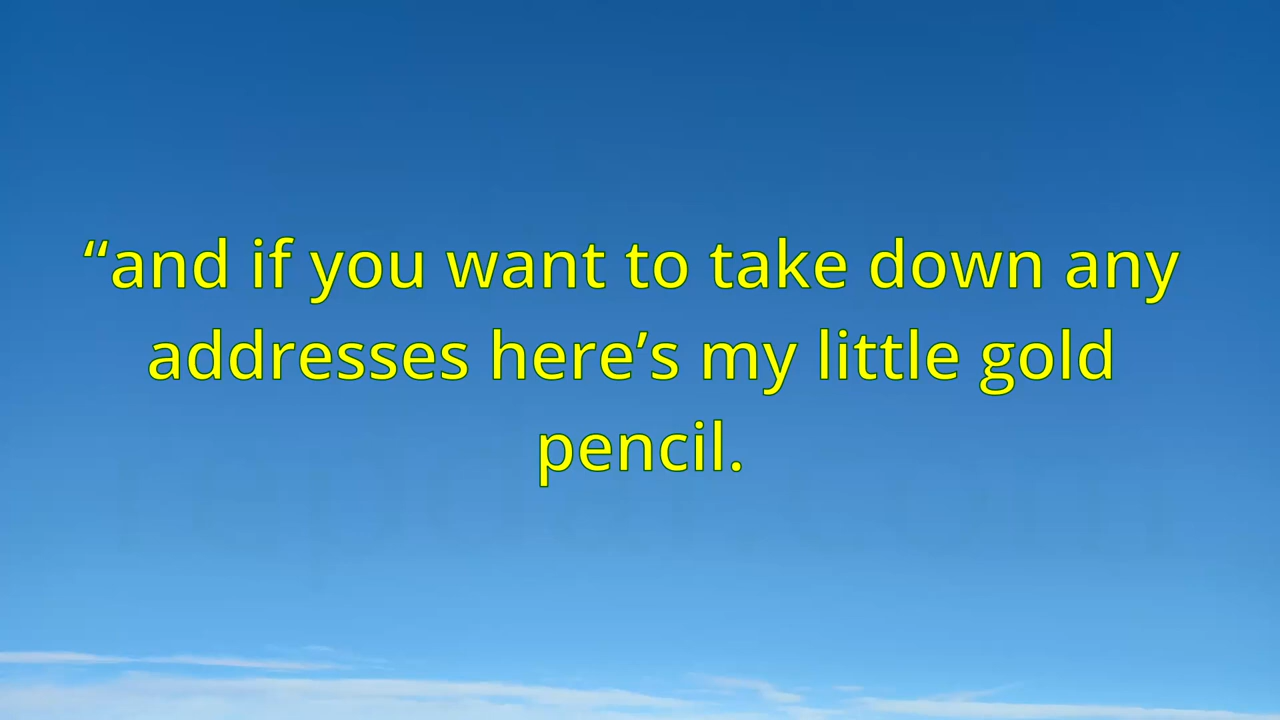 “and if you want to take down any
addresses here’s my little gold
pencil.